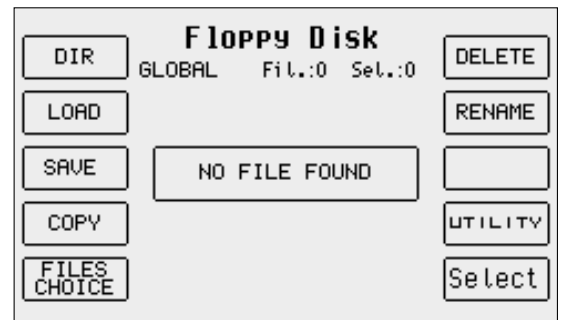 Floppy Disk
GLOBAL Fil.:0 Sel.:0
DIR
LOAD
SAVE
COPY
FILES
CHOICE
NO FILE FOUND
DELETE
RENAME
UTILITY
Select